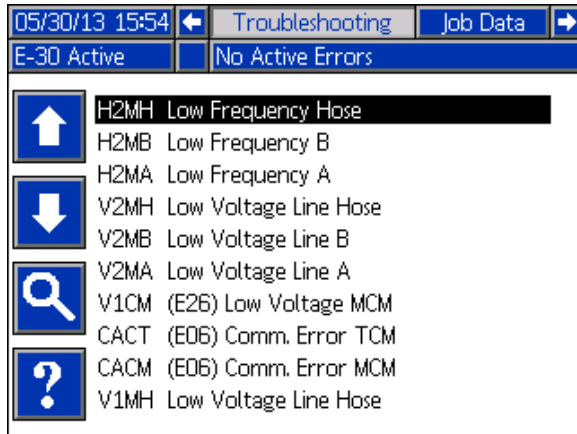 05/30/13 15:54 Troubleshooting Job Data
E-30 Active No Active Errors
H2MH Low Frequency Hose
H2MB Low Frequency B
H2MA Low Frequency A
V2MH Low Voltage Line Hose
V2MB Low Voltage Line B
V2MA Low Voltage Line A
V1CM (E26) Low Voltage MCM
CACT (E06) Comm. Error TCM
CACM (E06) Comm. Error MCM
? V1MH Low Voltage Line Hose